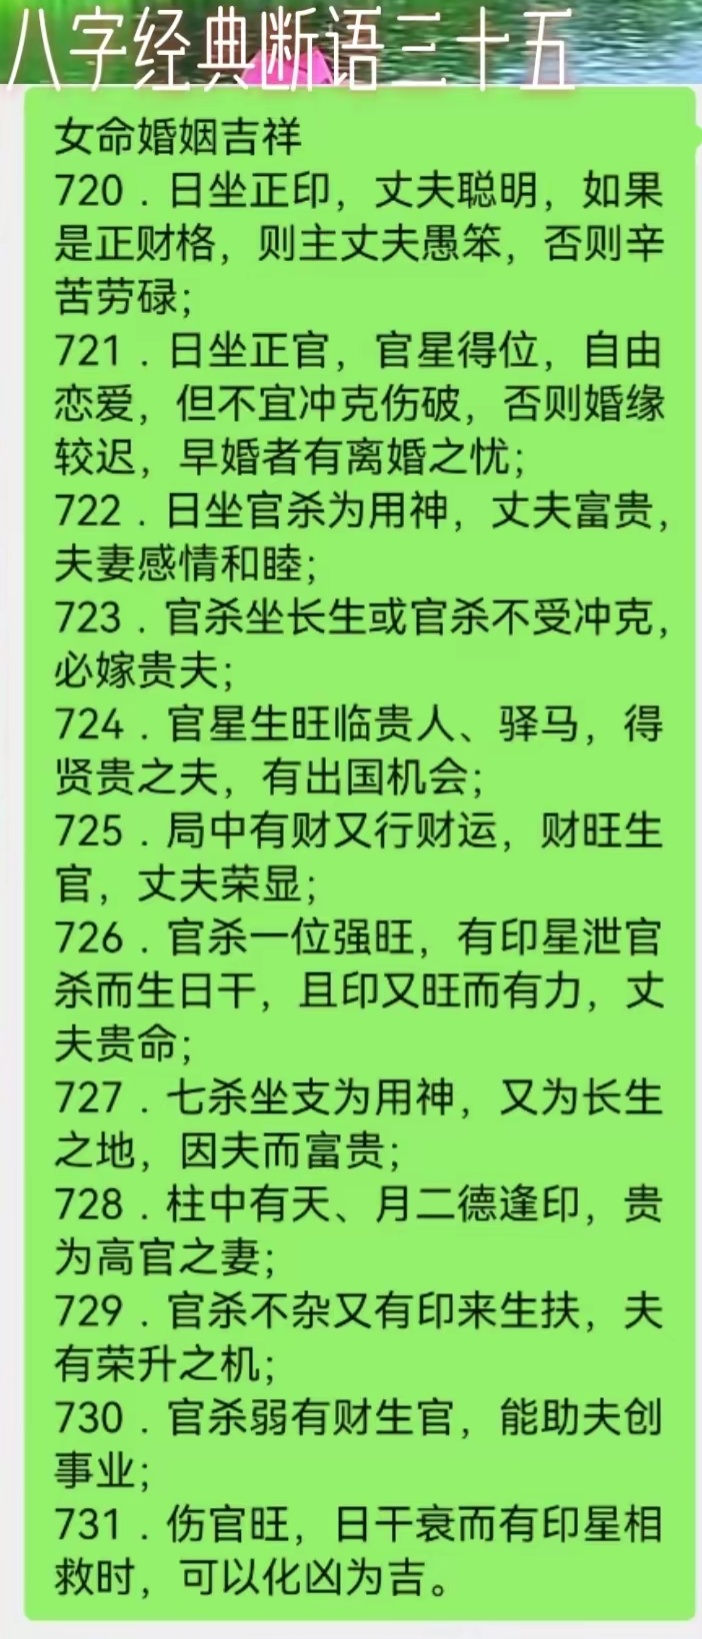 八字经典断语三十五
女命婚姻吉祥
720．日坐正印，丈夫聪明，如果
是正财格，则主丈夫愚笨，否则辛
苦劳碌；
721．日坐正官，官星得位，自由
恋爱，但不宜冲克伤破，否则婚缘
较迟，早婚者有离婚之忧；
722．日坐官杀为用神，丈夫富贵，
夫妻感情和睦；
723．官杀坐长生或官杀不受冲克，
必嫁贵夫；
724．官星生旺临贵人、驿马，得
贤贵之夫，有出国机会；
725．局中有财又行财运，财旺生
官，丈夫荣显；
726．官杀一位强旺，有印星泄官
杀而生日干，且印又旺而有力，丈
夫贵命；
727．七杀坐支为用神，又为长生
之地，因夫而富贵；
728．柱中有天、月二德逢印，贵
为高官之妻；
729．官杀不杂又有印来生扶，夫
有荣升之机；
730．官杀弱有财生官，能助夫创
事业；
731．伤官旺，日干衰而有印星相
救时，可以化凶为吉。